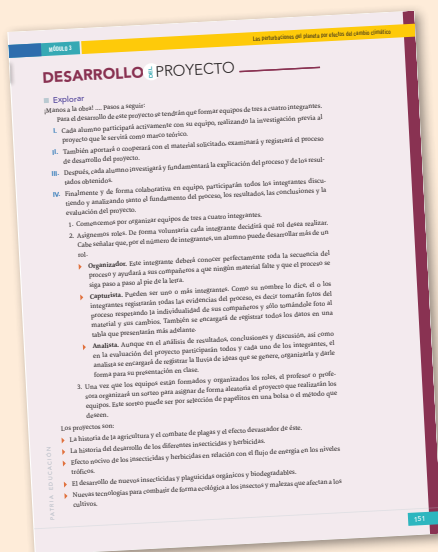 MÓDULO 3
Las perturbaciones del planeta por efectos del cambio climático
DESARROLLO DEL PROYECTO
Explorar
¡Manos a la obra! .... Pasos a seguir:
Para el desarrollo de este proyecto se tendrán que formar equipos de tres a cuatro integrantes.
I. Cada alumno participará activamente con su equipo, realizando la investigación previa al
proyecto que le servirá como marco teórico.
II. También aportará o cooperará con el material solicitado, examinará y registrará el proceso
de desarrollo del proyecto.
III. Después, cada alumno investigará y fundamentará la explicación del proceso y de los resul-
tados obtenidos.
IV. Finalmente y de forma colaborativa en equipo, participarán todos los integrantes discu-
tiendo y analizando tanto el fundamento del proceso, los resultados, las conclusiones y la
evaluación del proyecto.
1. Comencemos por organizar equipos de tres a cuatro integrantes.
2. Asignemos roles. De forma voluntaria cada integrante decidirá qué rol desea realizar.
Cabe señalar que, por el número de integrantes, un alumno puede desarrollar más de un
rol.
Organizador. Este integrante deberá conocer perfectamente toda la secuencia del
proceso y ayudará a sus compañeros a que ningún material falte y que el proceso se
siga paso a paso al pie de la letra.
Capturista. Pueden ser uno o más integrantes. Como su nombre lo dice, el o los
integrantes registrarán todas las evidencias del proceso, es decir tomarán fotos del
proceso respetando la individualidad de sus compañeros y sólo tomándole foto al
material y sus cambios. También se encargará de registrar todos los datos en una
tabla que presentarán más adelante.
Analista. Aunque en el análisis de resultados, conclusiones y discusión, así como
en la evaluación del proyecto participarán todos y cada uno de los integrantes, el
analista se encargará de registrar la lluvia de ideas que se genere, organizarla y darle
forma para su presentación en clase.
3. Una vez que los equipos están formados y organizados los roles, el profesor o profe-
sora organizará un sorteo para asignar de forma aleatoria el proyecto que realizarán los
equipos. Este sorteo puede ser por selección de papelitos en una bolsa o el método que
deseen.
Los proyectos son:
La historia de la agricultura y el combate de plagas y el efecto devastador de éste.
La historia del desarrollo de los diferentes insecticidas y herbicidas.
Efecto nocivo de los insecticidas y herbicidas en relación con el flujo de energía en los niveles
tróficos.
El desarrollo de nuevos insecticidas y plaguicidas orgánicos y biodegradables.
Nuevas tecnologías para combatir de forma ecológica a los insectos y malezas que afectan a los
cultivos.
PATRIA EDUCACIÓN
151